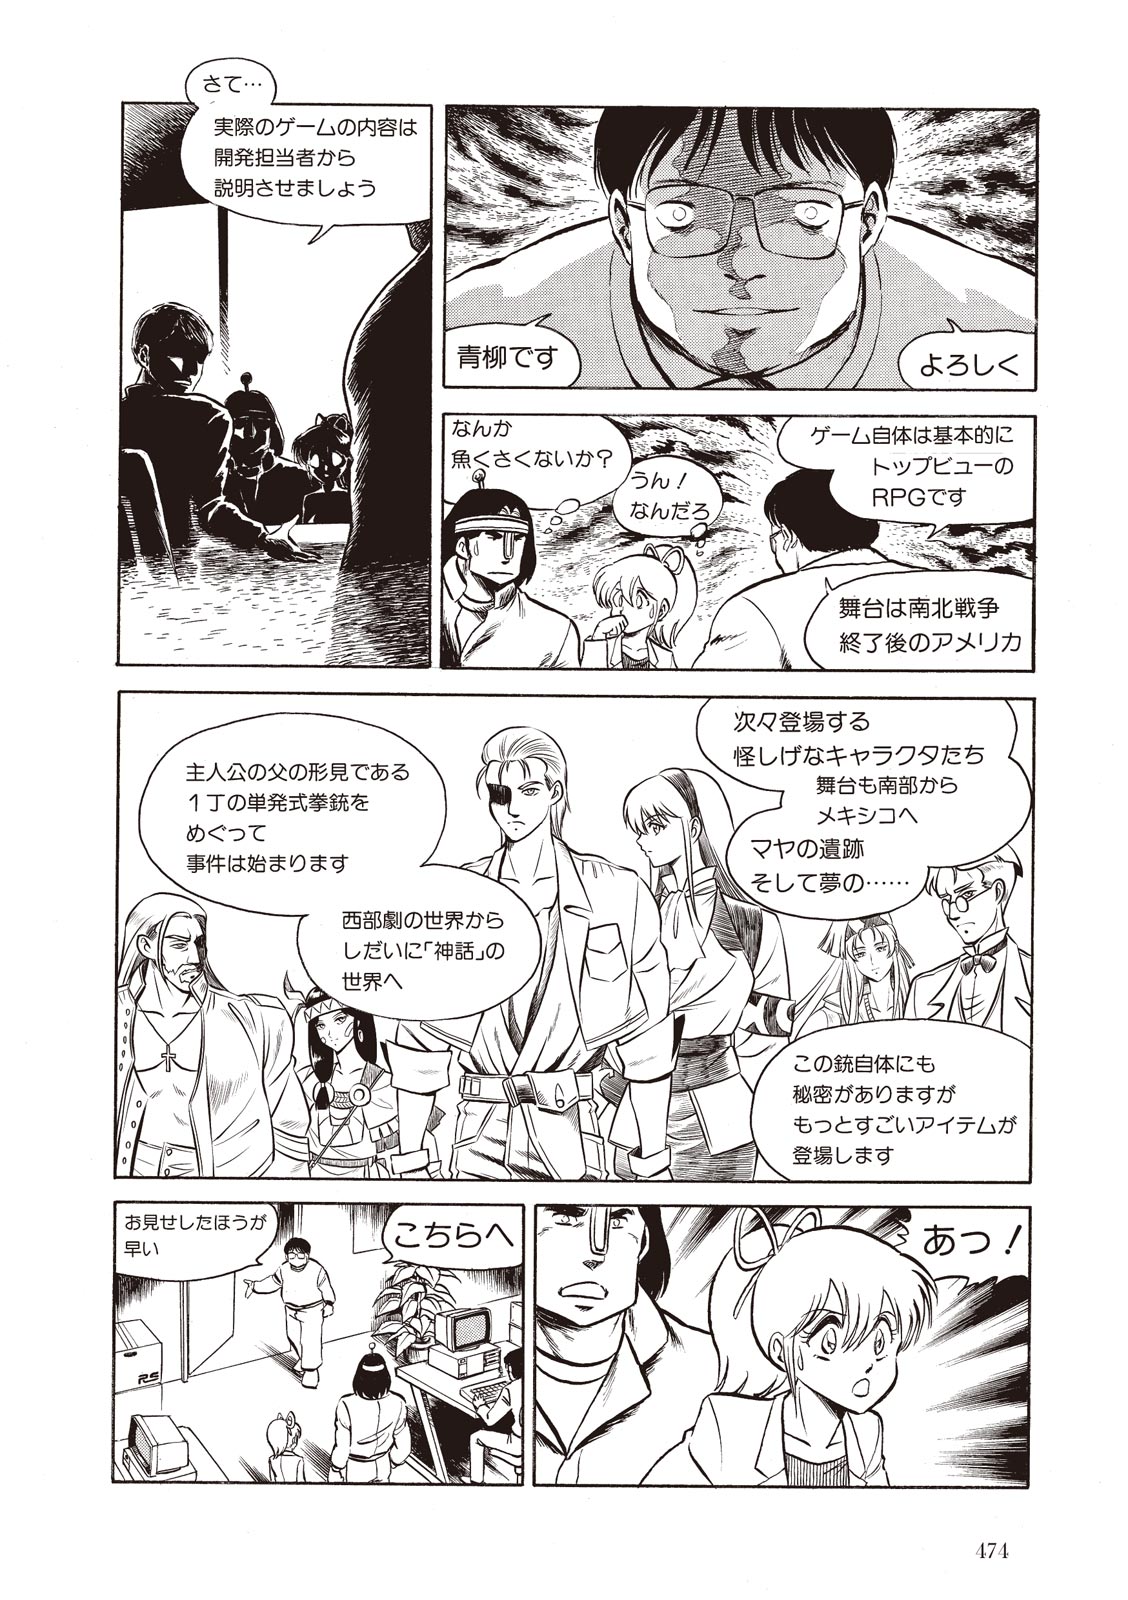 さて…
実際のゲームの内容は
開発担当者から
説明させましょう
青柳です
よろしく
なんか
魚くさくないか？
うん！
なんだろ
ゲーム自体は基本的に
トップビューの
RPGです
舞台は南北戦争
終了後のアメリカ
主人公の父の形見である
１丁の単発式拳銃を
めぐって
事件は始まります
西部劇の世界から
しだいに「神話」の
世界へ
次々登場する
怪しげなキャラクタたち
舞台も南部から
メキシコへ
マヤの遺跡
そして夢の……
この銃自体にも
秘密がありますが
もっとすごいアイテムが
登場します
お見せしたほうが
早い
こちらへ
RS
あっ！
474